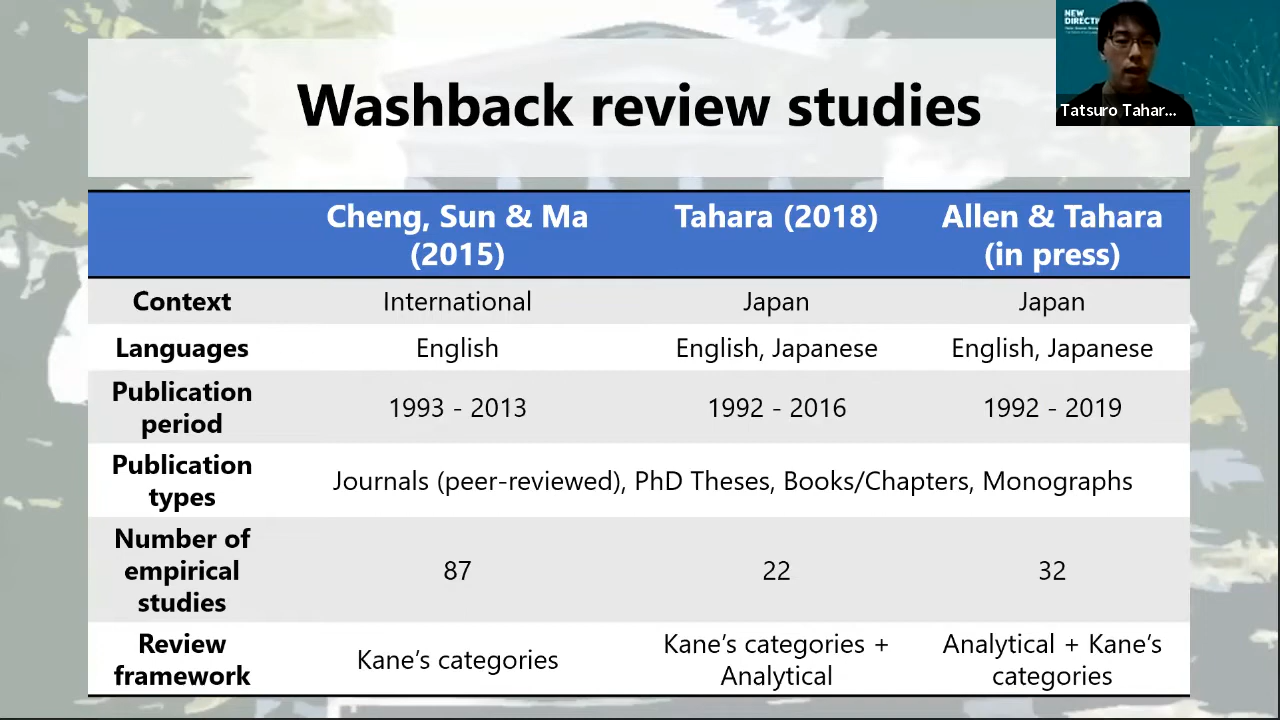 NEW
Washback review studies
Tatsuro Tahar...
Cheng, Sun & Ma
(2015)
Tahara (2018)
Allen & Tahara
(in press)
Context
International
Japan
Japan
Languages
English
English, Japanese
English, Japanese
Publication
period
1993 - 2013
1992 - 2016
1992 - 2019
Publication
types
Journals (peer-reviewed), PhD Theses, Books/Chapters, Monographs
Number of
empirical
studies
87
22
32
Review
framework
Kane’s categories
Kane’s categories +
Analytical
Analytical + Kane’s
categories